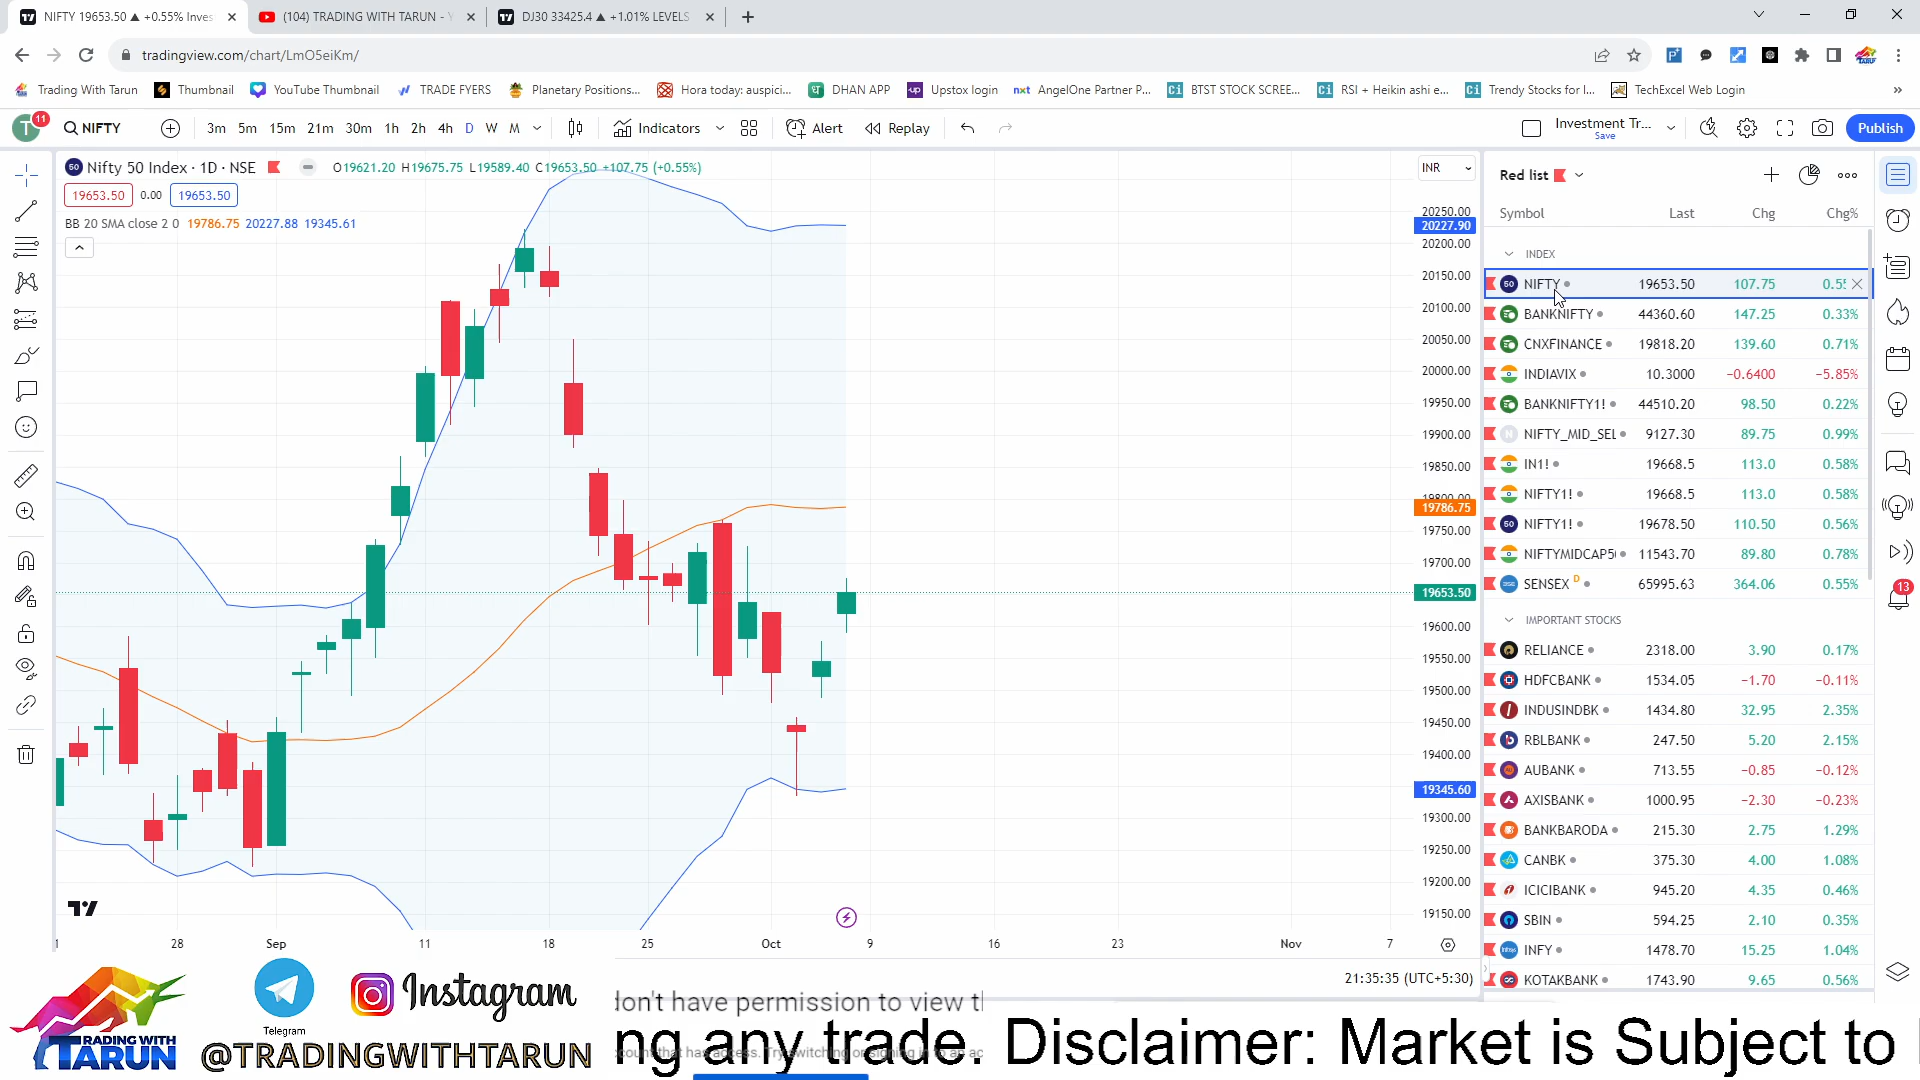 NIFTY 19653.50 ▲ +0.55% Inves
(104) TRADING WITH TARUN - Y
DJ30 33425.4 ▲ +1.01% LEVELS
tradingview.com/chart/LmO5eiKm/
Trading With Tarun
Thumbnail
YouTube Thumbnail
TRADE FYERS
Planetary Positions...
Hora today: auspici...
DHAN APP
Upstox login
AngelOne Partner P...
BTST STOCK SCREE...
RSI + Heikin ashi e...
Trendy Stocks for I...
TechExcel Web Login
T 11
NIFTY
3m 5m 15m 21m 30m 1h 2h 4h D W M
Indicators
Alert
Replay
Investment Tr...
Save
Publish
Nifty 50 Index · 1D · NSE
O19621.20 H19675.75 L19589.40 C19653.50 +107.75 (+0.55%)
19653.50 0.00 19653.50
BB 20 SMA close 2 0 19786.75 20227.88 19345.61
INR
20250.00
20227.90
20200.00
20150.00
20100.00
20050.00
20000.00
19950.00
19900.00
19850.00
19800.00
19786.75
19750.00
19700.00
19653.50
19600.00
19550.00
19500.00
19450.00
19400.00
19345.60
19300.00
19250.00
19200.00
19150.00
28 Sep 11 18 25 Oct 9 16 23 Nov 7
21:35:35 (UTC+5:30)
Red list
Symbol Last Chg Chg%
INDEX
NIFTY 19653.50 107.75 0.55
BANKNIFTY 44360.60 147.25 0.33%
CNXFINANCE 19818.20 139.60 0.71%
INDIAVIX 10.3000 −0.6400 −5.85%
BANKNIFTY1! 44510.20 98.50 0.22%
NIFTY_MID_SEL 9127.30 89.75 0.99%
IN1! 19668.5 113.0 0.58%
NIFTY1! 19668.5 113.0 0.58%
NIFTY1! 19678.50 110.50 0.56%
NIFTYMIDCAP5 11543.70 89.80 0.78%
SENSEX D 65995.63 364.06 0.55%
IMPORTANT STOCKS
RELIANCE 2318.00 3.90 0.17%
HDFCBANK 1534.05 −1.70 −0.11%
INDUSINDBK 1434.80 32.95 2.35%
RBLBANK 247.50 5.20 2.15%
AUBANK 713.55 −0.85 −0.12%
AXISBANK 1000.95 −2.30 −0.23%
BANKBARODA 215.30 2.75 1.29%
CANBK 375.30 4.00 1.08%
ICICIBANK 945.20 4.35 0.46%
SBIN 594.25 2.10 0.35%
INFY 1478.70 15.25 1.04%
KOTAKBANK 1743.90 9.65 0.56%
13
TRADING WITH
TARUN
Telegram
Instagram
@TRADINGWITHTARUN
don't have permission to view t
ng any trade. Disclaimer: Market is Subject to